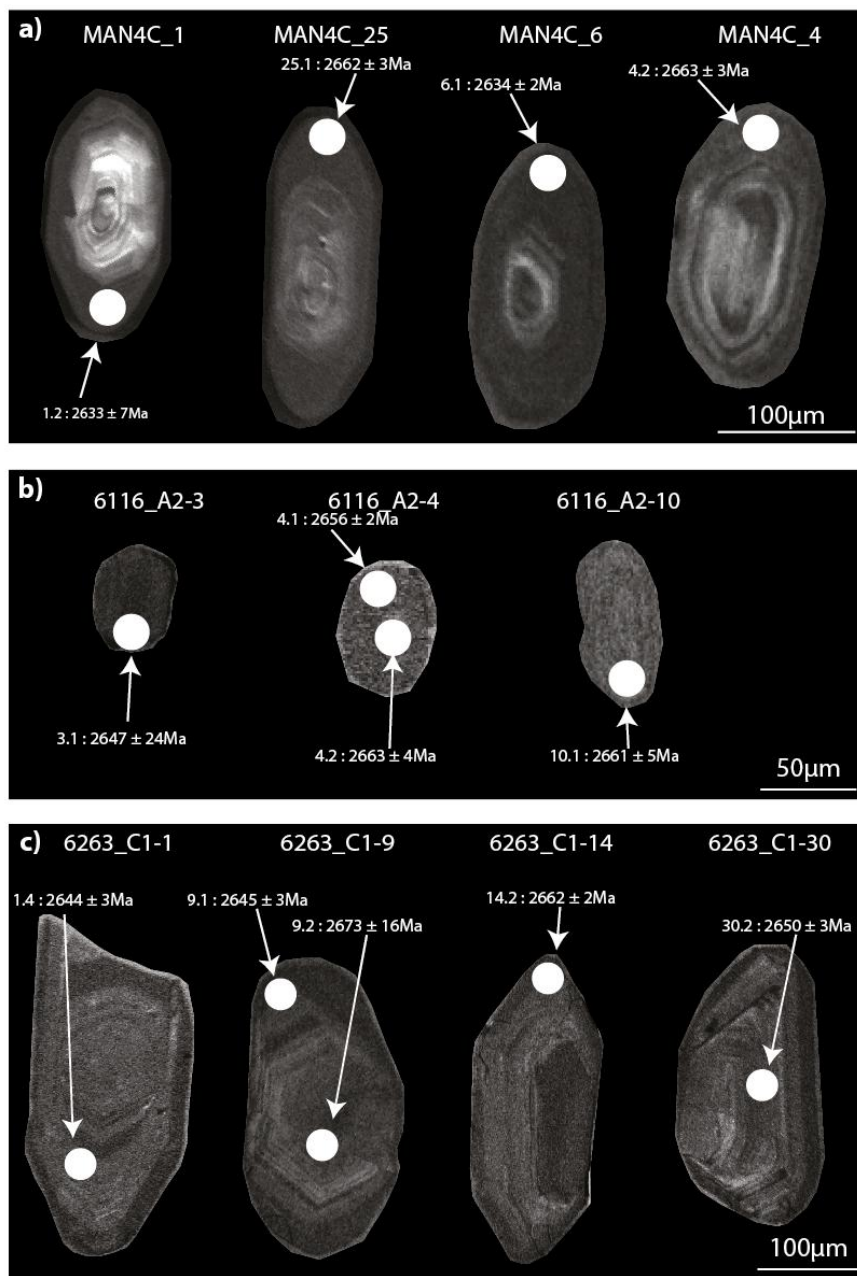 a)
MAN4C_1
MAN4C_25
MAN4C_6
MAN4C_4
25.1 : 2662 ± 3Ma
6.1 : 2634 ± 2Ma
4.2 : 2663 ± 3Ma
1.2 : 2633 ± 7Ma
100µm
b)
6116_A2-3
6116_A2-4
6116_A2-10
4.1 : 2656 ± 2Ma
3.1 : 2647 ± 24Ma
4.2 : 2663 ± 4Ma
10.1 : 2661 ± 5Ma
50µm
c)
6263_C1-1
6263_C1-9
6263_C1-14
6263_C1-30
1.4 : 2644 ± 3Ma
9.1 : 2645 ± 3Ma
14.2 : 2662 ± 2Ma
9.2 : 2673 ± 16Ma
30.2 : 2650 ± 3Ma
100µm